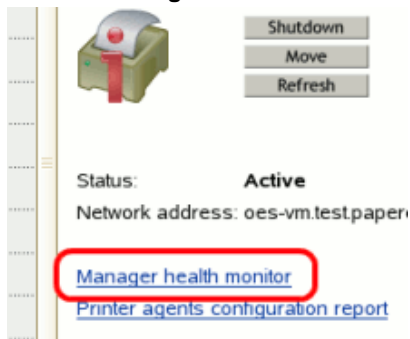 Shutdown
Move
Refresh
Status: Active
Network address: oes-vm.test.paper
Manager health monitor
Printer agents configuration report